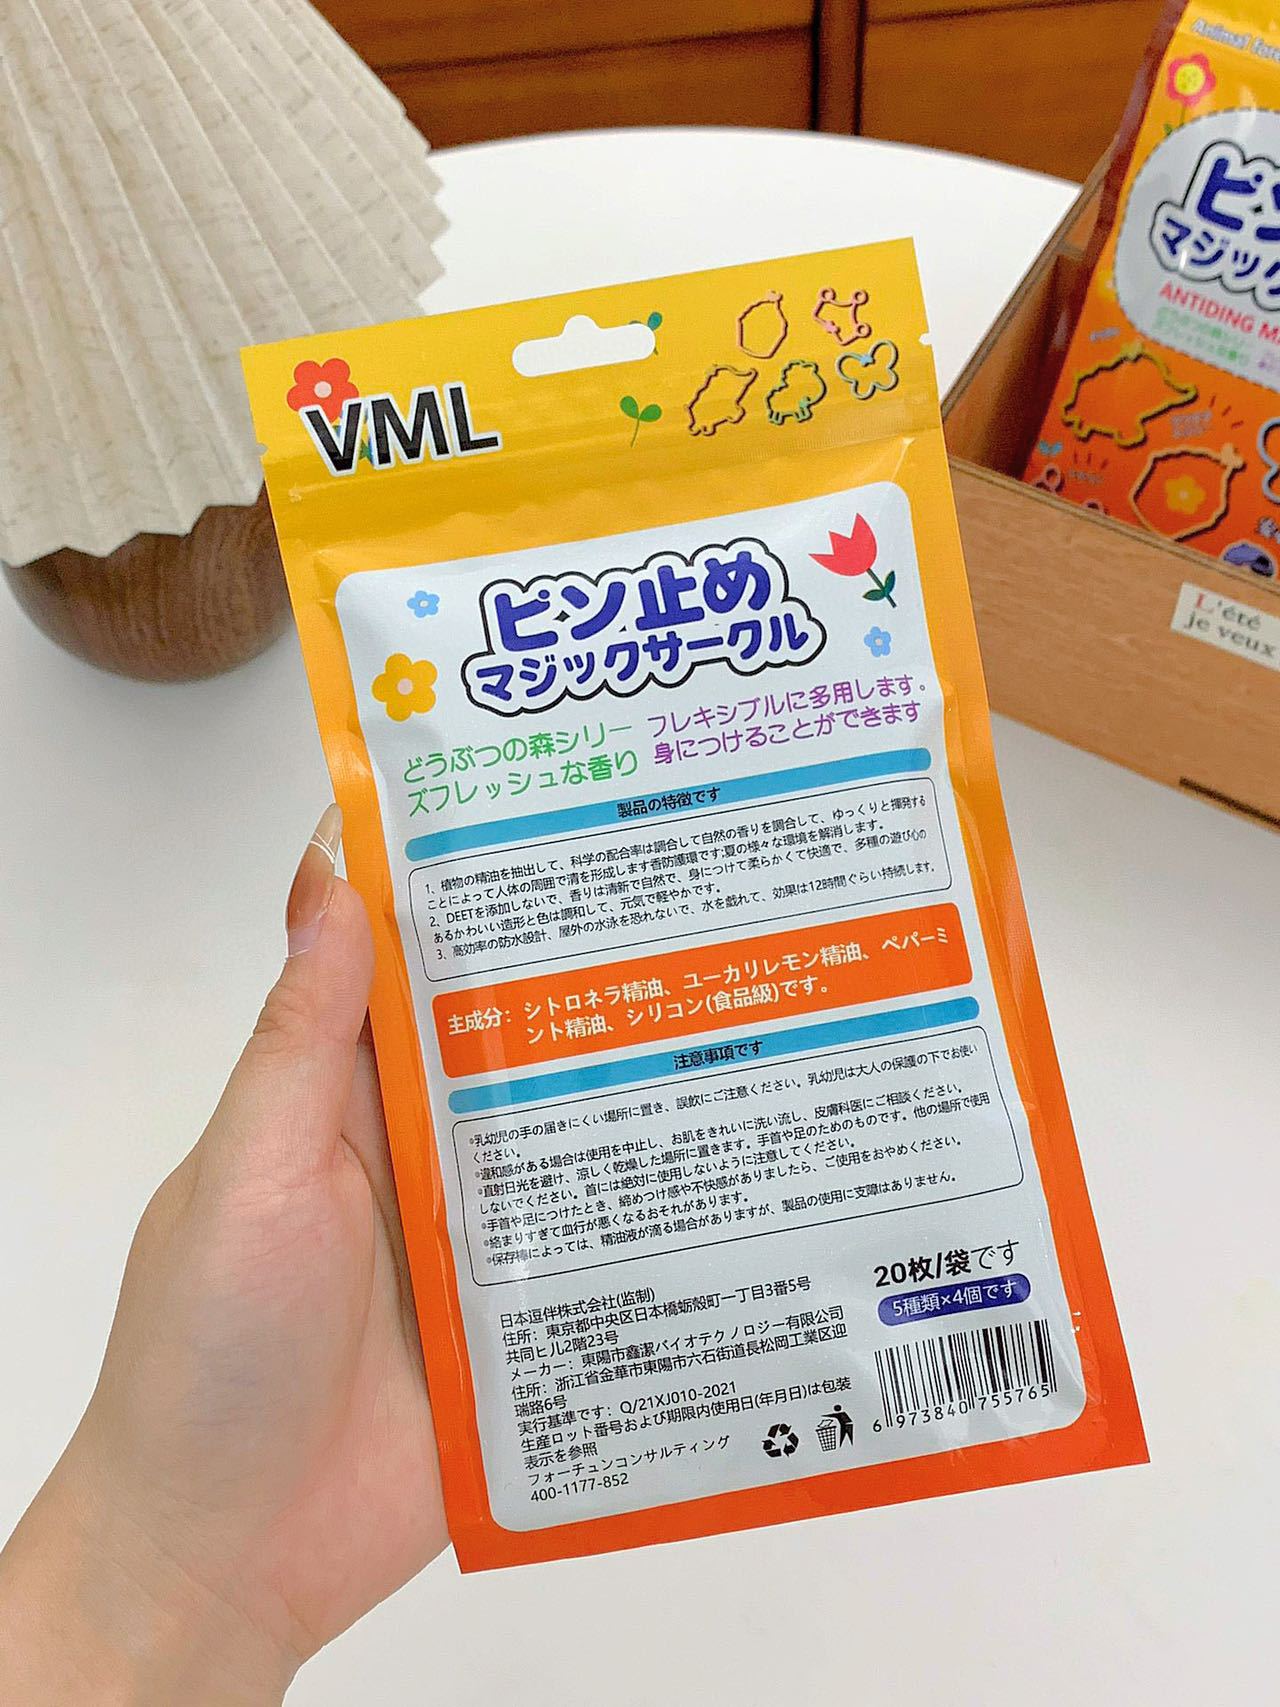 VML
ピン止め
マジックサークル
どうぶつの森シリー
ズフレッシュな香り
フレキシブルに多用します。
身につけることができます
製品の特徴です
1、植物の精油を抽出して、科学の配合率は調合して自然の香りを調合して、ゆっくりと揮発する
ことによって人体の周囲で清を形成します香防護環です;夏の様々な環境を解消します。
2、DEETを添加しないで、香りは清新で自然で、身につけて柔らかくて快適で、多種の遊び心の
あるかわいい造形と色は調和して、元気で軽やかです。
3、高効率の防水設計、屋外の水泳を恐れないで、水を戯れて、効果は12時間ぐらい持続します。
主成分：シトロネラ精油、ユーカリレモン精油、ペパーミ
ント精油、シリコン(食品級)です。
注意事項です
●乳幼児の手の届きにくい場所に置き、誤飲にご注意ください。乳幼児は大人の保護の下でお使い
ください。
●違和感がある場合は使用を中止し、お肌をきれいに洗い流し、皮膚科医にご相談ください。
●直射日光を避け、涼しく乾燥した場所に置きます。手首や足のためのものです。他の場所で使用
しないでください。首には絶対に使用しないように注意してください。
●手首や足につけたとき、締めつけ感や不快感がありましたら、ご使用をおやめください。
●絡まりすぎて血行が悪くなるおそれがあります。
●保存棒によっては、精油液が滴る場合がありますが、製品の使用に支障はありません。
20枚/袋です
5種類×4個です
日本逗伴株式会社(监制)
住所：東京都中央区日本橋蛎殻町一丁目3番5号
共同ヒル2階23号
メーカー：東陽市鑫潔バイオテクノロジー有限公司
住所：浙江省金華市東陽市六石街道長松岡工業区迎
瑞路6号
実行基準です：Q/21XJ010-2021
生産ロット番号および期限内使用日(年月日)は包装
表示を参照
フォーチュンコンサルティング
400-1177-852
6 973840 755765
Animal
ピン
マジック
ANTIDING
L'été
je veux